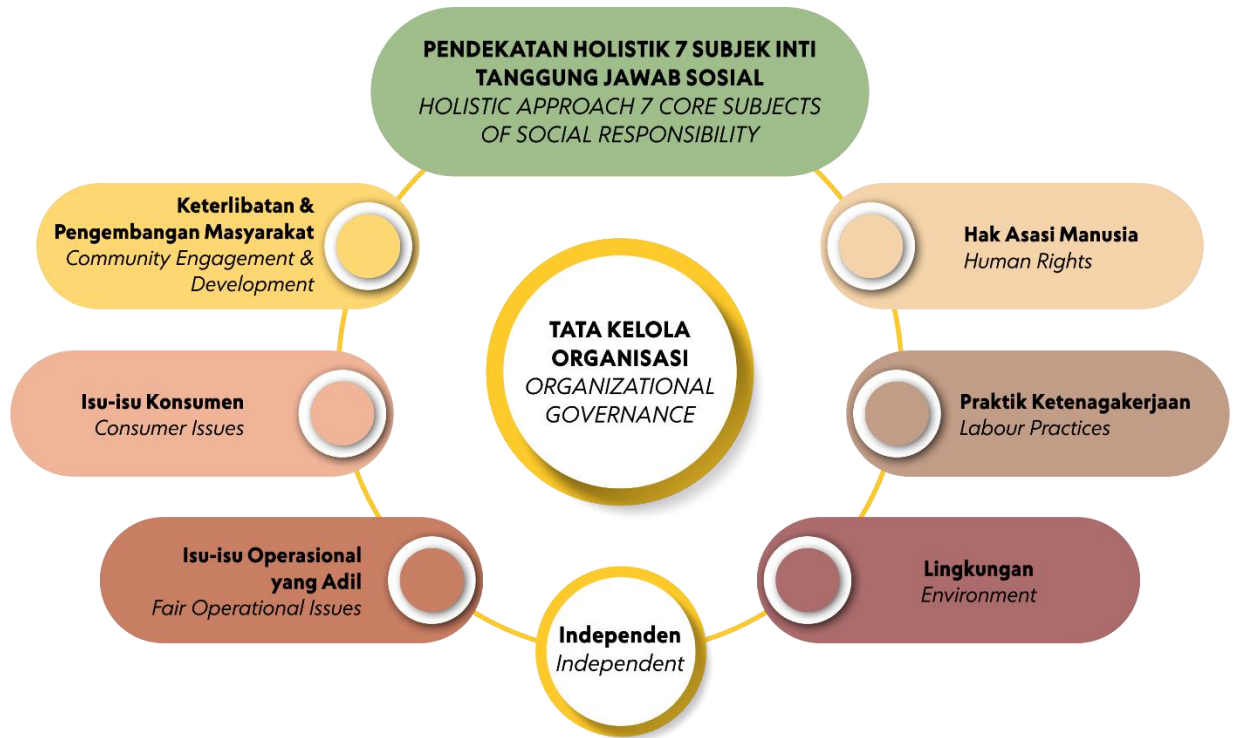 PENDEKATAN HOLISTIK 7 SUBJEK INTI
TANGGUNG JAWAB SOSIAL
HOLISTIC APPROACH 7 CORE SUBJECTS
OF SOCIAL RESPONSIBILITY
Keterlibatan &
Pengembangan Masyarakat
Community Engagement &
Development
Hak Asasi Manusia
Human Rights
TATA KELOLA
ORGANISASI
ORGANIZATIONAL
GOVERNANCE
Isu-isu Konsumen
Consumer Issues
Praktik Ketenagakerjaan
Labour Practices
Isu-isu Operasional
yang Adil
Fair Operational Issues
Lingkungan
Environment
Independen
Independent